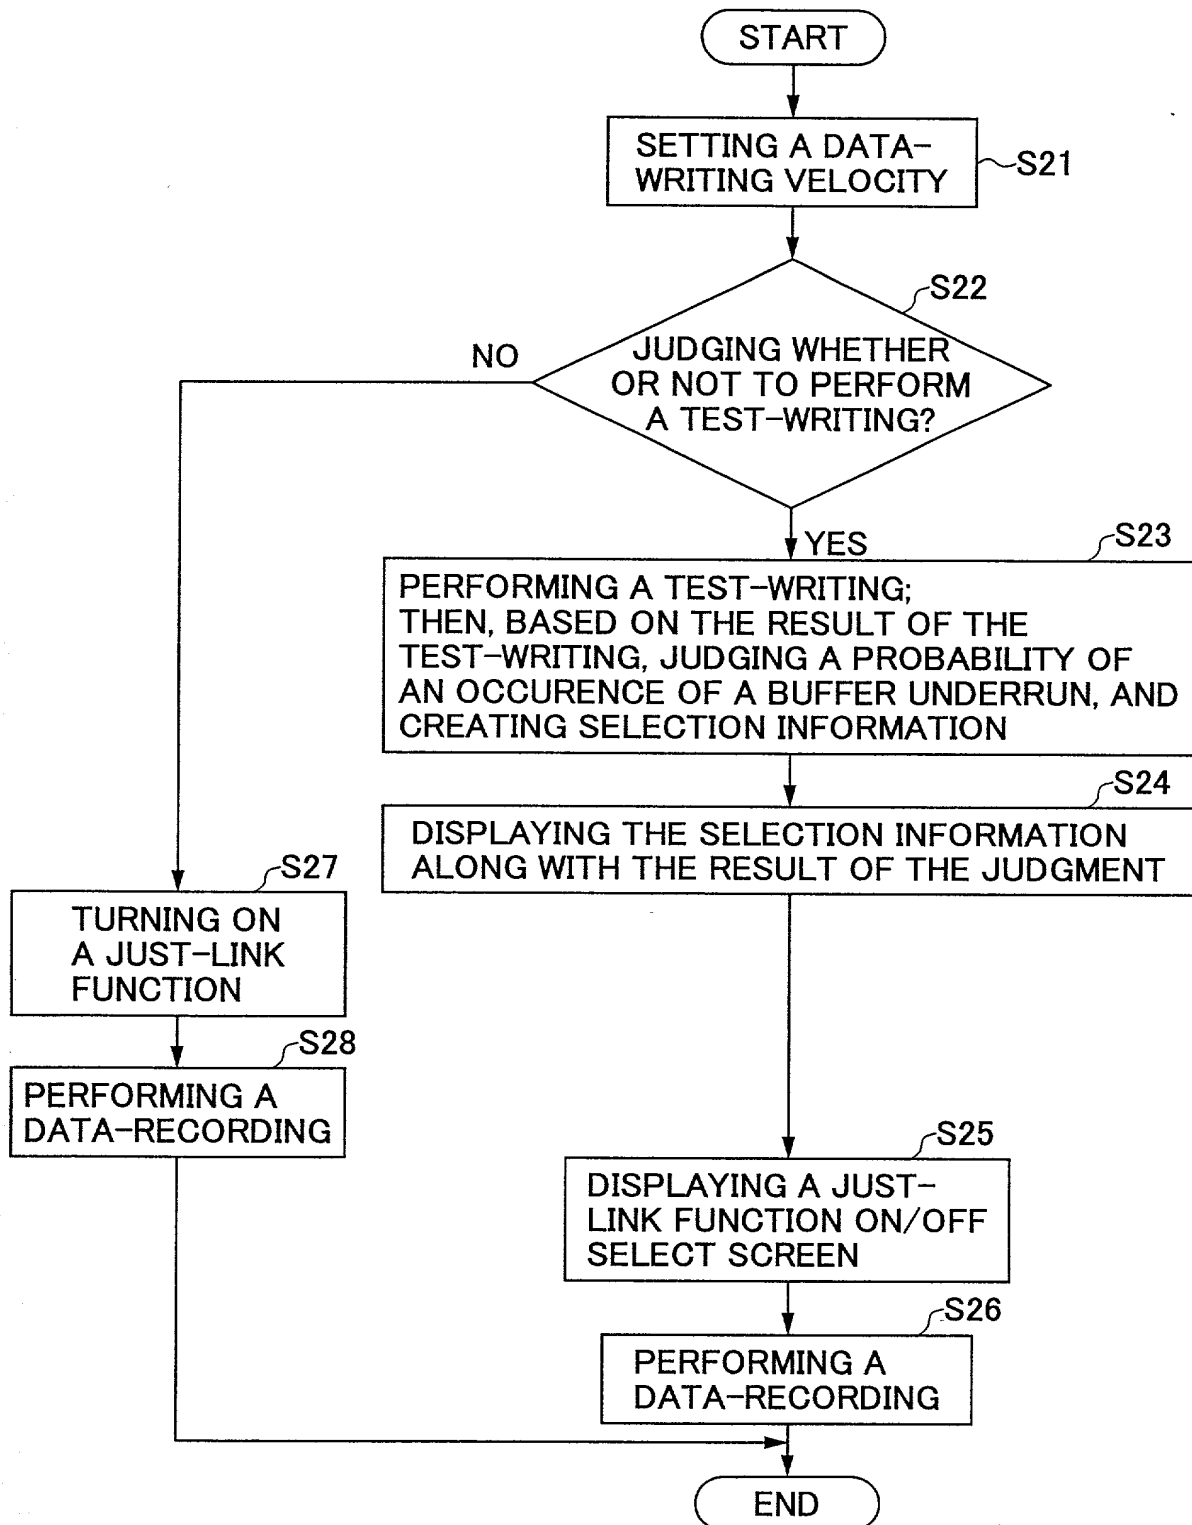 START
SETTING A DATA-
WRITING VELOCITY
S21
S22
JUDGING WHETHER
OR NOT TO PERFORM
A TEST-WRITING?
NO
YES
S23
PERFORMING A TEST-WRITING;
THEN, BASED ON THE RESULT OF THE
TEST-WRITING, JUDGING A PROBABILITY OF
AN OCCURENCE OF A BUFFER UNDERRUN, AND
CREATING SELECTION INFORMATION
S24
DISPLAYING THE SELECTION INFORMATION
ALONG WITH THE RESULT OF THE JUDGMENT
S27
TURNING ON
A JUST-LINK
FUNCTION
S28
PERFORMING A
DATA-RECORDING
S25
DISPLAYING A JUST-
LINK FUNCTION ON/OFF
SELECT SCREEN
S26
PERFORMING A
DATA-RECORDING
END